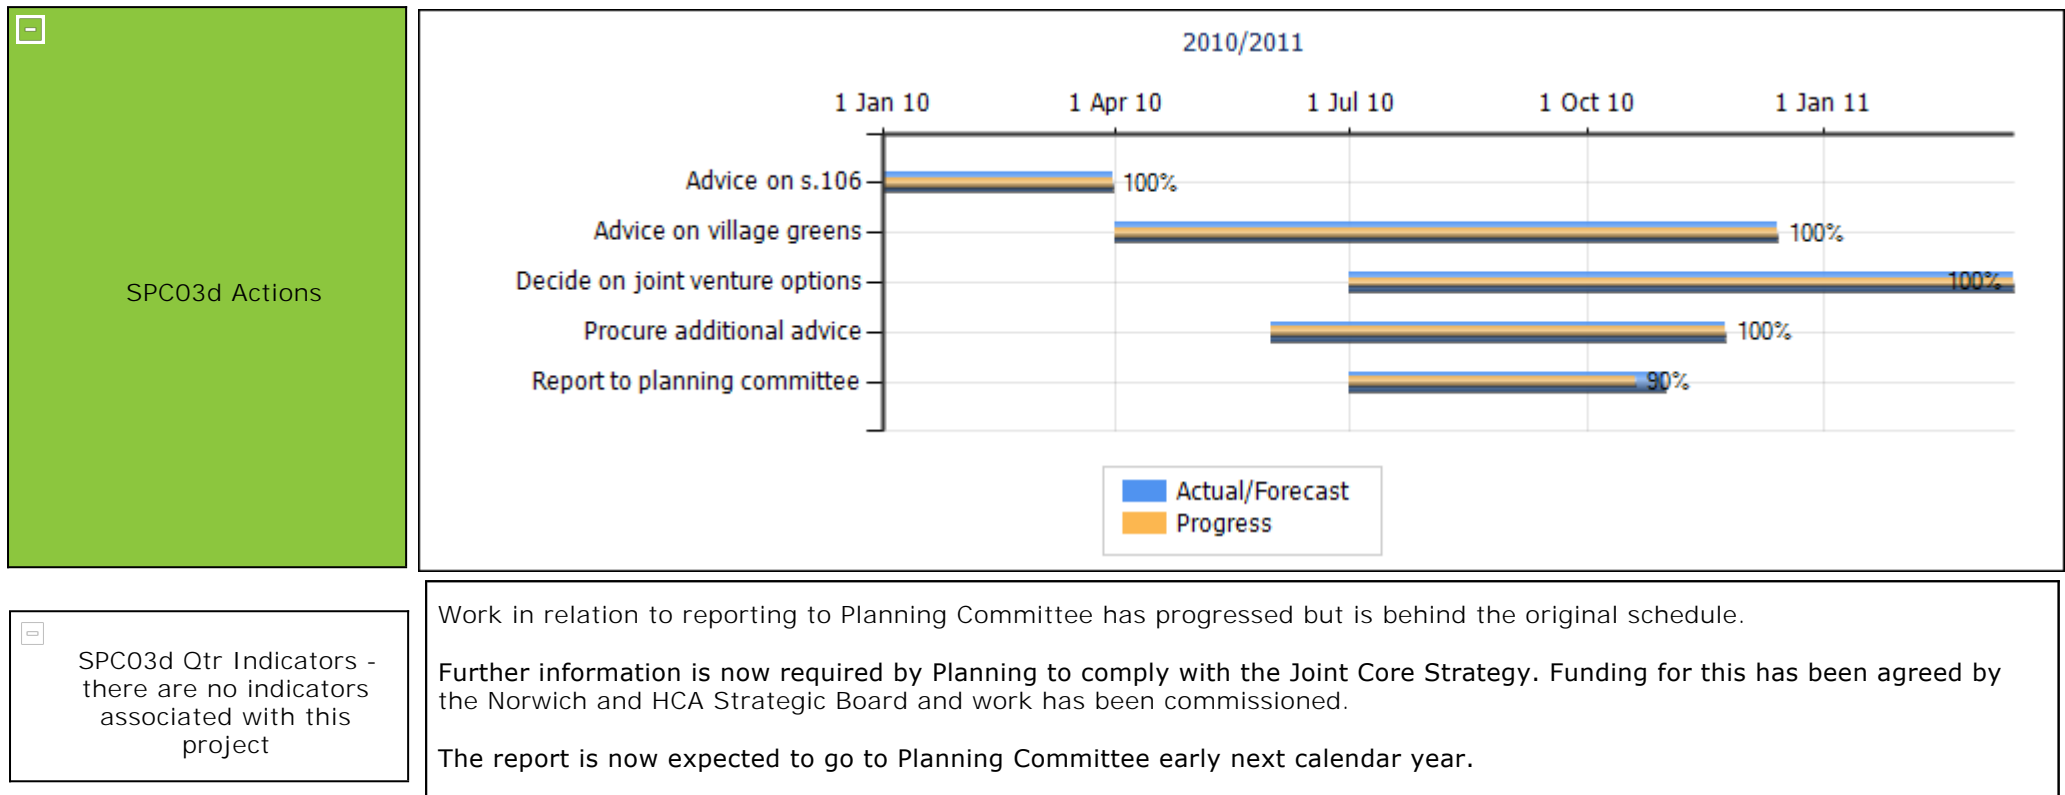 SPC03d Actions
2010/2011
1 Jan 10
1 Apr 10
1 Jul 10
1 Oct 10
1 Jan 11
Advice on s.106
100%
Advice on village greens
100%
Decide on joint venture options
100%
Procure additional advice
100%
Report to planning committee
90%
Actual/Forecast
Progress
SPC03d Qtr Indicators -
there are no indicators
associated with this
project
Work in relation to reporting to Planning Committee has progressed but is behind the original schedule.
Further information is now required by Planning to comply with the Joint Core Strategy. Funding for this has been agreed by
the Norwich and HCA Strategic Board and work has been commissioned.
The report is now expected to go to Planning Committee early next calendar year.